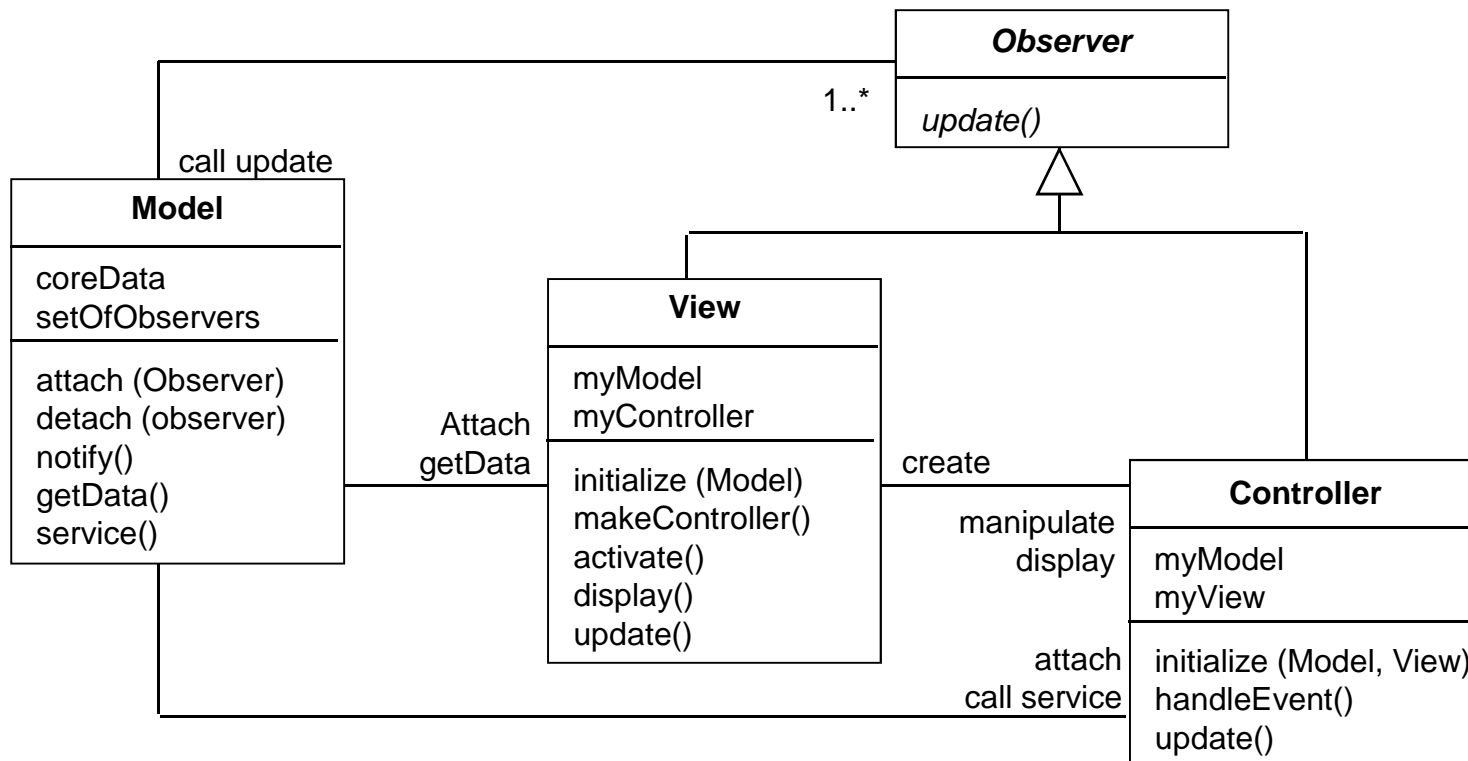 Observer
1..*
update()
call update
Model
coreData
setOfObservers
attach (Observer)
detach (observer)
notify()
getData()
service()
Attach
getData
View
myModel
myController
initialize (Model)
makeController()
activate()
display()
update()
create
manipulate
display
attach
call service
Controller
myModel
myView
initialize (Model, View)
handleEvent()
update()